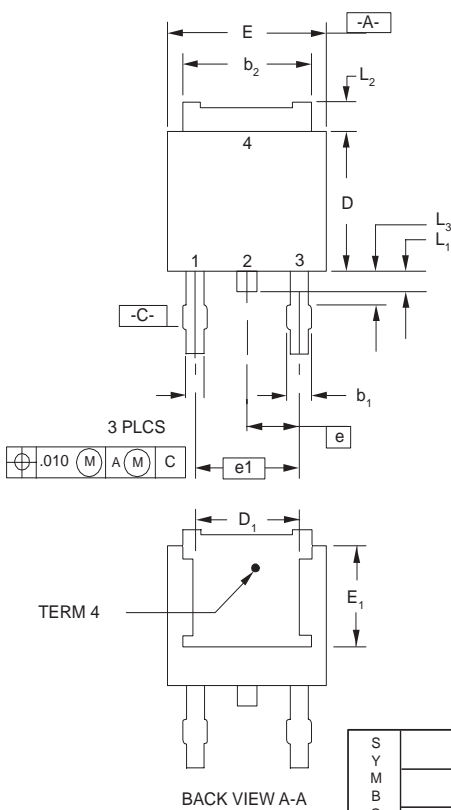 E
-A-
b2
L2
4
D
L3
L1
1 2 3
-C-
b1
3 PLCS
e
⌖ .010 Ⓜ A Ⓜ C
e1
D1
TERM 4
E1
BACK VIEW A-A
S
Y
M
B